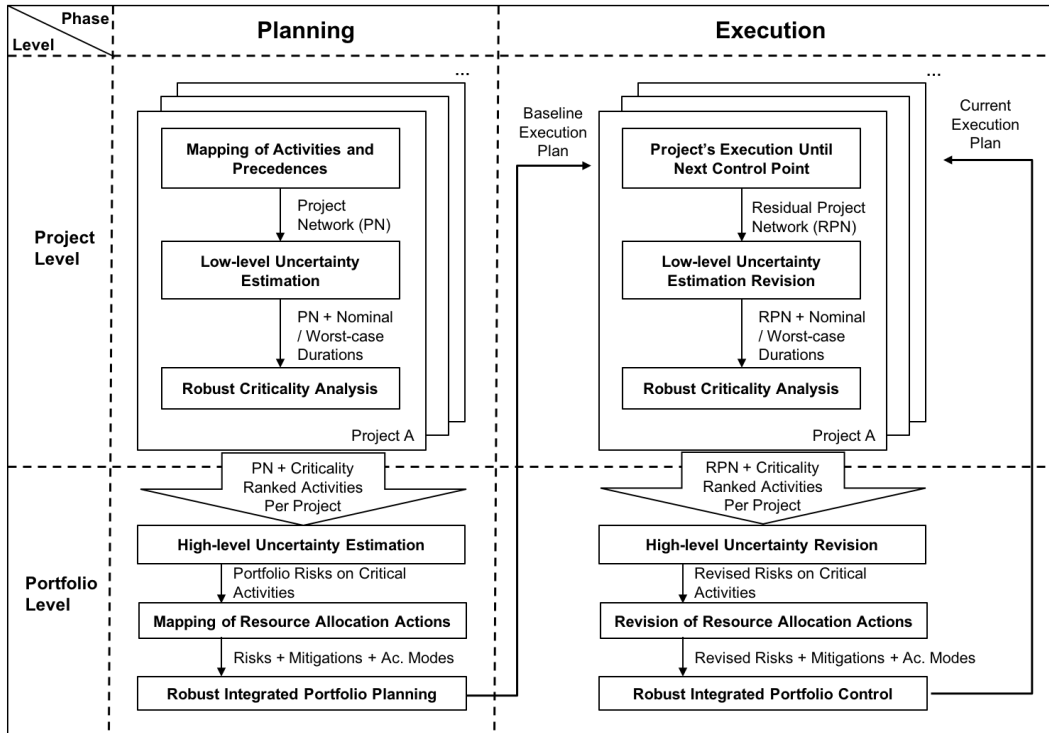 Phase
Level
Planning
Execution
Project
Level
...
Mapping of Activities and
Precedences
Project
Network (PN)
Low-level Uncertainty
Estimation
PN + Nominal
/ Worst-case
Durations
Robust Criticality Analysis
Project A
Baseline
Execution
Plan
...
Project's Execution Until
Next Control Point
Residual Project
Network (RPN)
Low-level Uncertainty
Estimation Revision
RPN + Nominal
/ Worst-case
Durations
Robust Criticality Analysis
Project A
Current
Execution
Plan
Portfolio
Level
PN + Criticality
Ranked Activities
Per Project
High-level Uncertainty Estimation
Portfolio Risks on Critical
Activities
Mapping of Resource Allocation Actions
Risks + Mitigations + Ac. Modes
Robust Integrated Portfolio Planning
RPN + Criticality
Ranked Activities
Per Project
High-level Uncertainty Revision
Revised Risks on Critical
Activities
Revision of Resource Allocation Actions
Revised Risks + Mitigations + Ac. Modes
Robust Integrated Portfolio Control